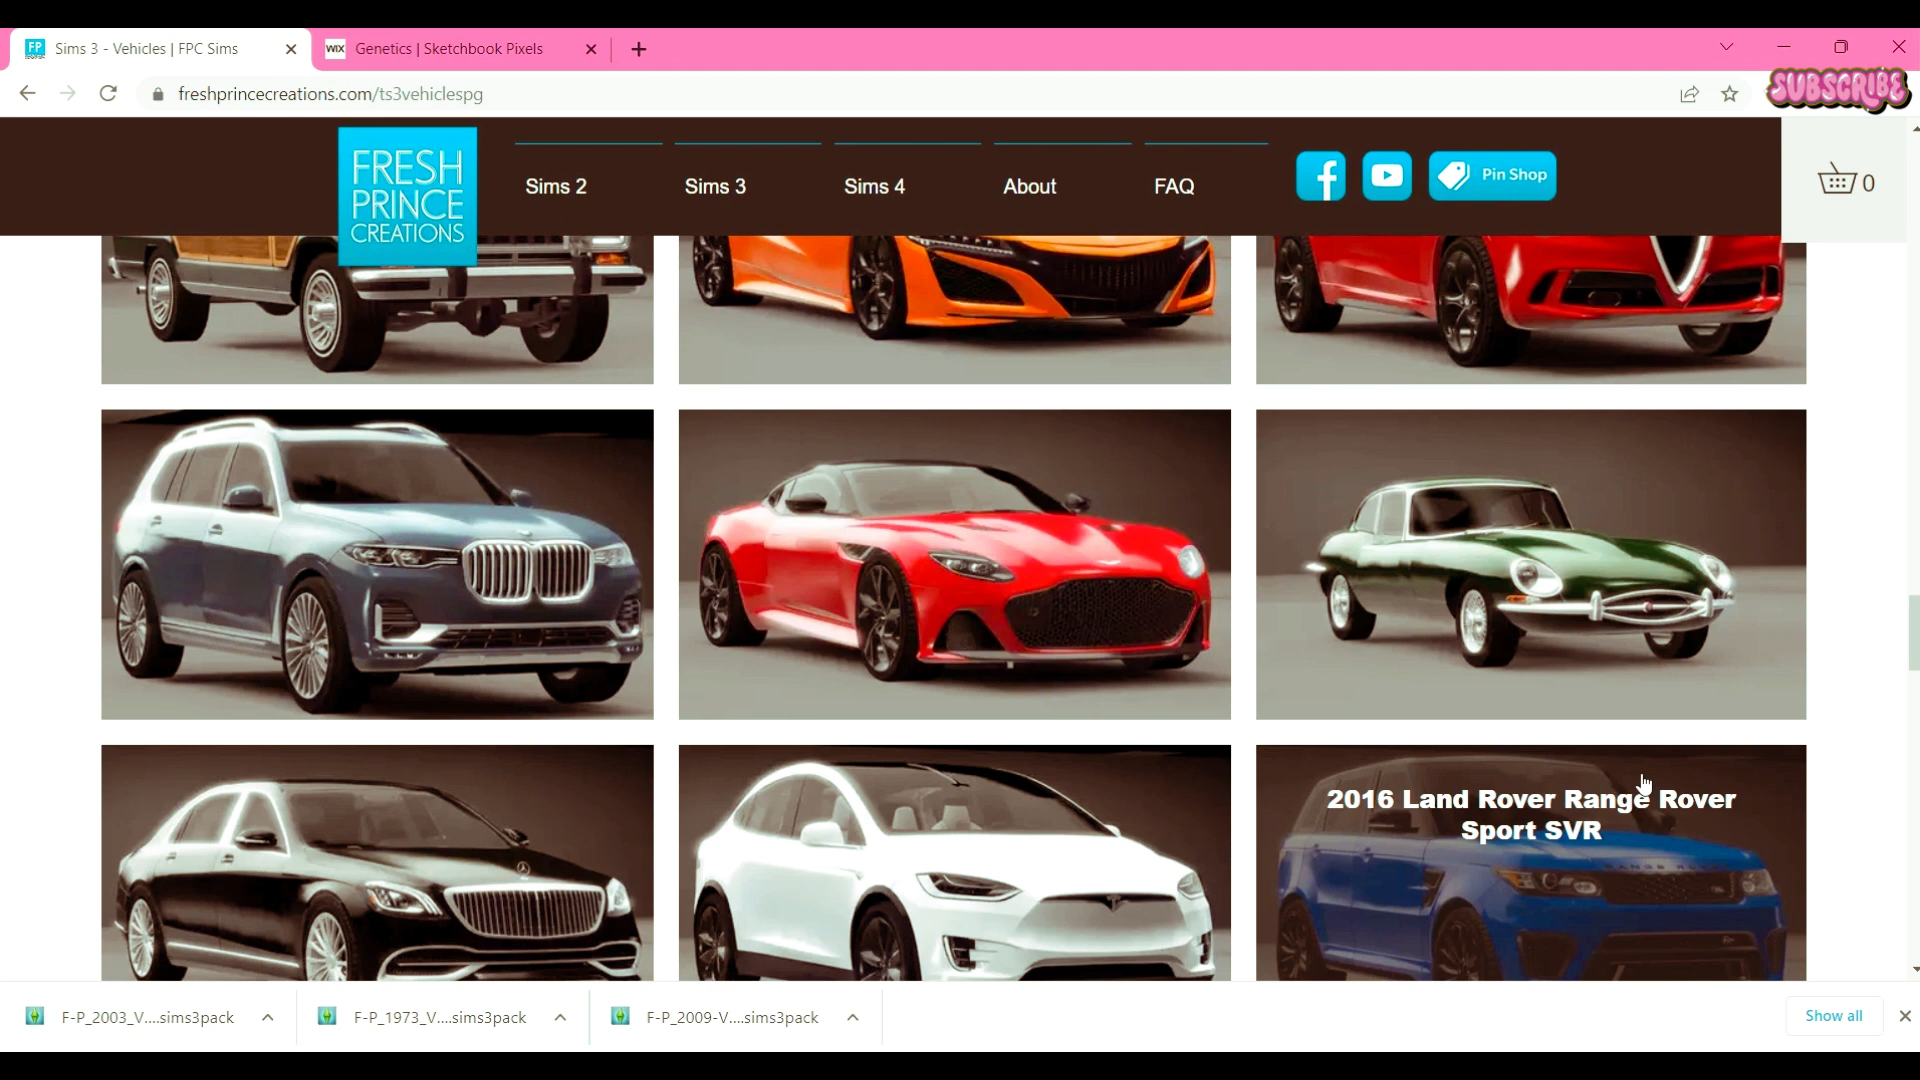 Sims 3 - Vehicles | FPC Sims
Genetics | Sketchbook Pixels
freshprincecreations.com/ts3vehiclespg
SUBSCRIBE
FRESH
PRINCE
CREATIONS
Sims 2
Sims 3
Sims 4
About
FAQ
Pin Shop
0
2016 Land Rover Range Rover
Sport SVR
F-P_2003_V....sims3pack
F-P_1973_V....sims3pack
F-P_2009-V....sims3pack
Show all